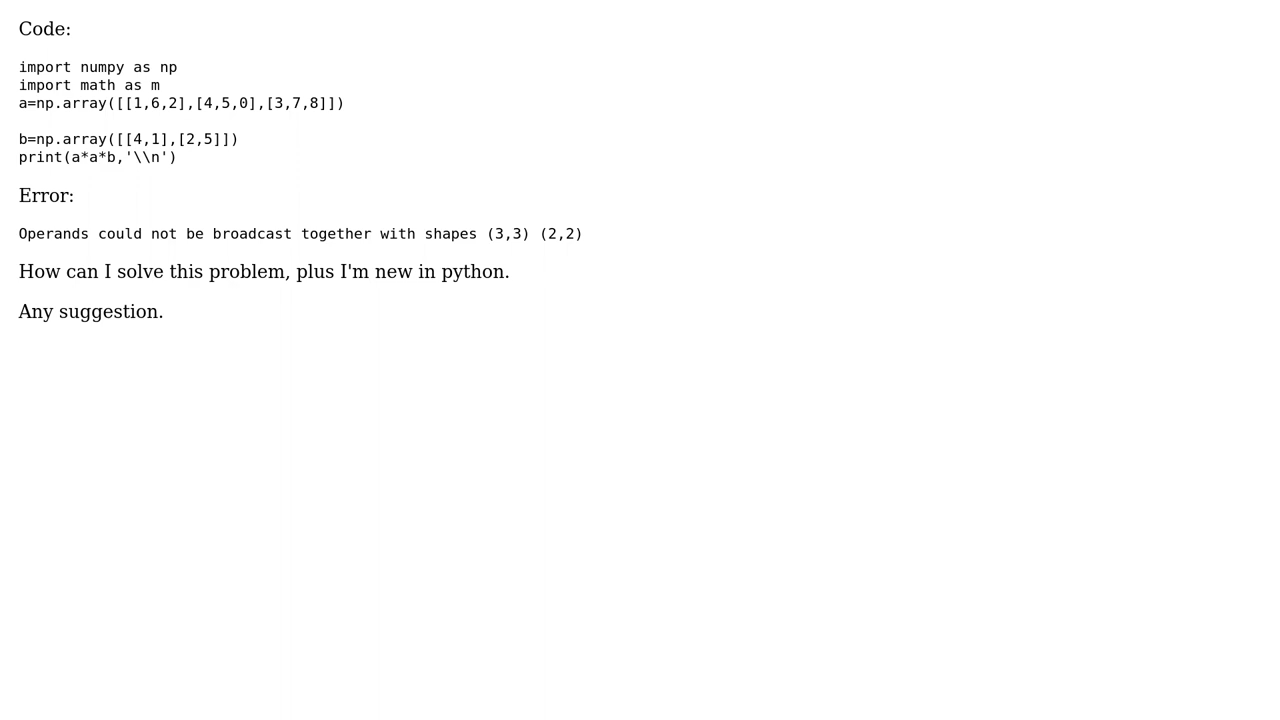 Code:
import numpy as np
import math as m
a=np.array([[1,6,2],[4,5,0],[3,7,8]])
b=np.array([[4,1],[2,5]])
print(a*a*b,'\\n')
Error:
Operands could not be broadcast together with shapes (3,3) (2,2)
How can I solve this problem, plus I'm new in python.
Any suggestion.